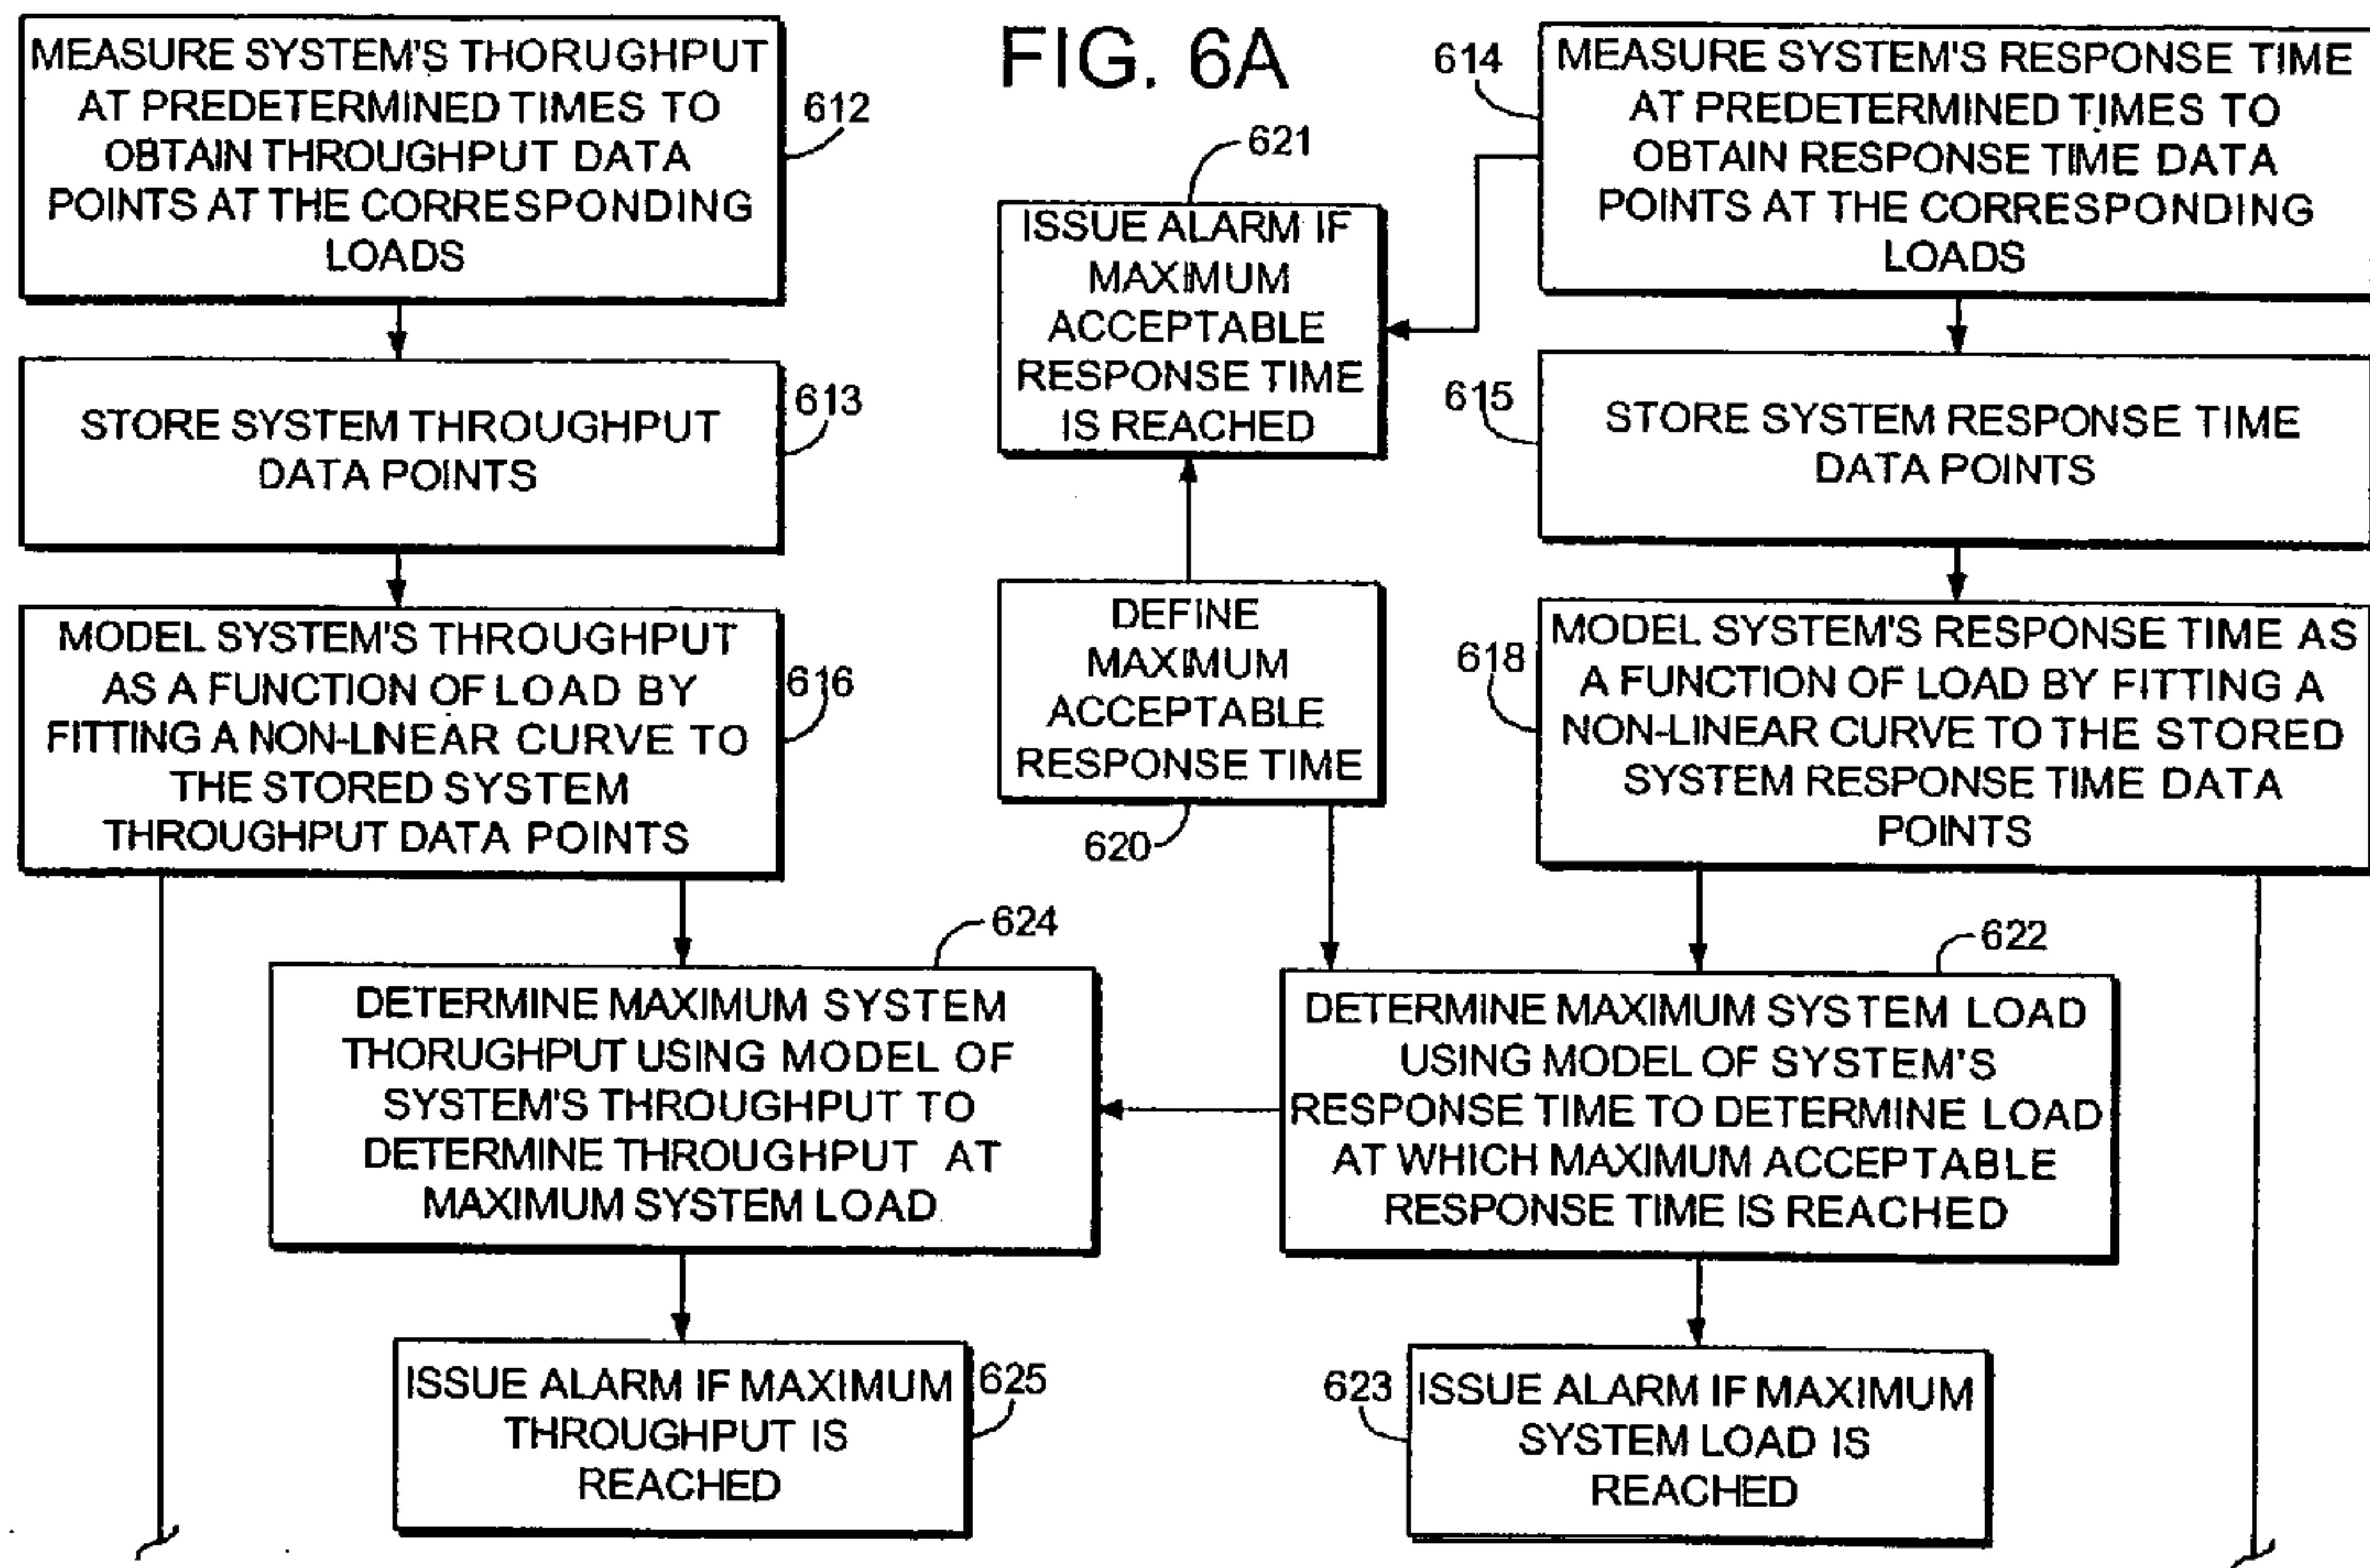 FIG. 6A
MEASURE SYSTEM'S THORUGHPUT
AT PREDETERMINED TIMES TO
OBTAIN THROUGHPUT DATA
POINTS AT THE CORRESPONDING
LOADS
612
STORE SYSTEM THROUGHPUT
DATA POINTS
613
MODEL SYSTEM'S THROUGHPUT
AS A FUNCTION OF LOAD BY
FITTING A NON-LINEAR CURVE TO
THE STORED SYSTEM
THROUGHPUT DATA POINTS
616
621
ISSUE ALARM IF
MAXIMUM
ACCEPTABLE
RESPONSE TIME
IS REACHED
DEFINE
MAXIMUM
ACCEPTABLE
RESPONSE TIME
620
614
MEASURE SYSTEM'S RESPONSE TIME
AT PREDETERMINED TIMES TO
OBTAIN RESPONSE TIME DATA
POINTS AT THE CORRESPONDING
LOADS
615
STORE SYSTEM RESPONSE TIME
DATA POINTS
618
MODEL SYSTEM'S RESPONSE TIME AS
A FUNCTION OF LOAD BY FITTING A
NON-LINEAR CURVE TO THE STORED
SYSTEM RESPONSE TIME DATA
POINTS
624
DETERMINE MAXIMUM SYSTEM
THORUGHPUT USING MODEL OF
SYSTEM'S THROUGHPUT TO
DETERMINE THROUGHPUT AT
MAXIMUM SYSTEM LOAD
622
DETERMINE MAXIMUM SYSTEM LOAD
USING MODEL OF SYSTEM'S
RESPONSE TIME TO DETERMINE LOAD
AT WHICH MAXIMUM ACCEPTABLE
RESPONSE TIME IS REACHED
ISSUE ALARM IF MAXIMUM
THROUGHPUT IS
REACHED
625
623
ISSUE ALARM IF MAXIMUM
SYSTEM LOAD IS
REACHED